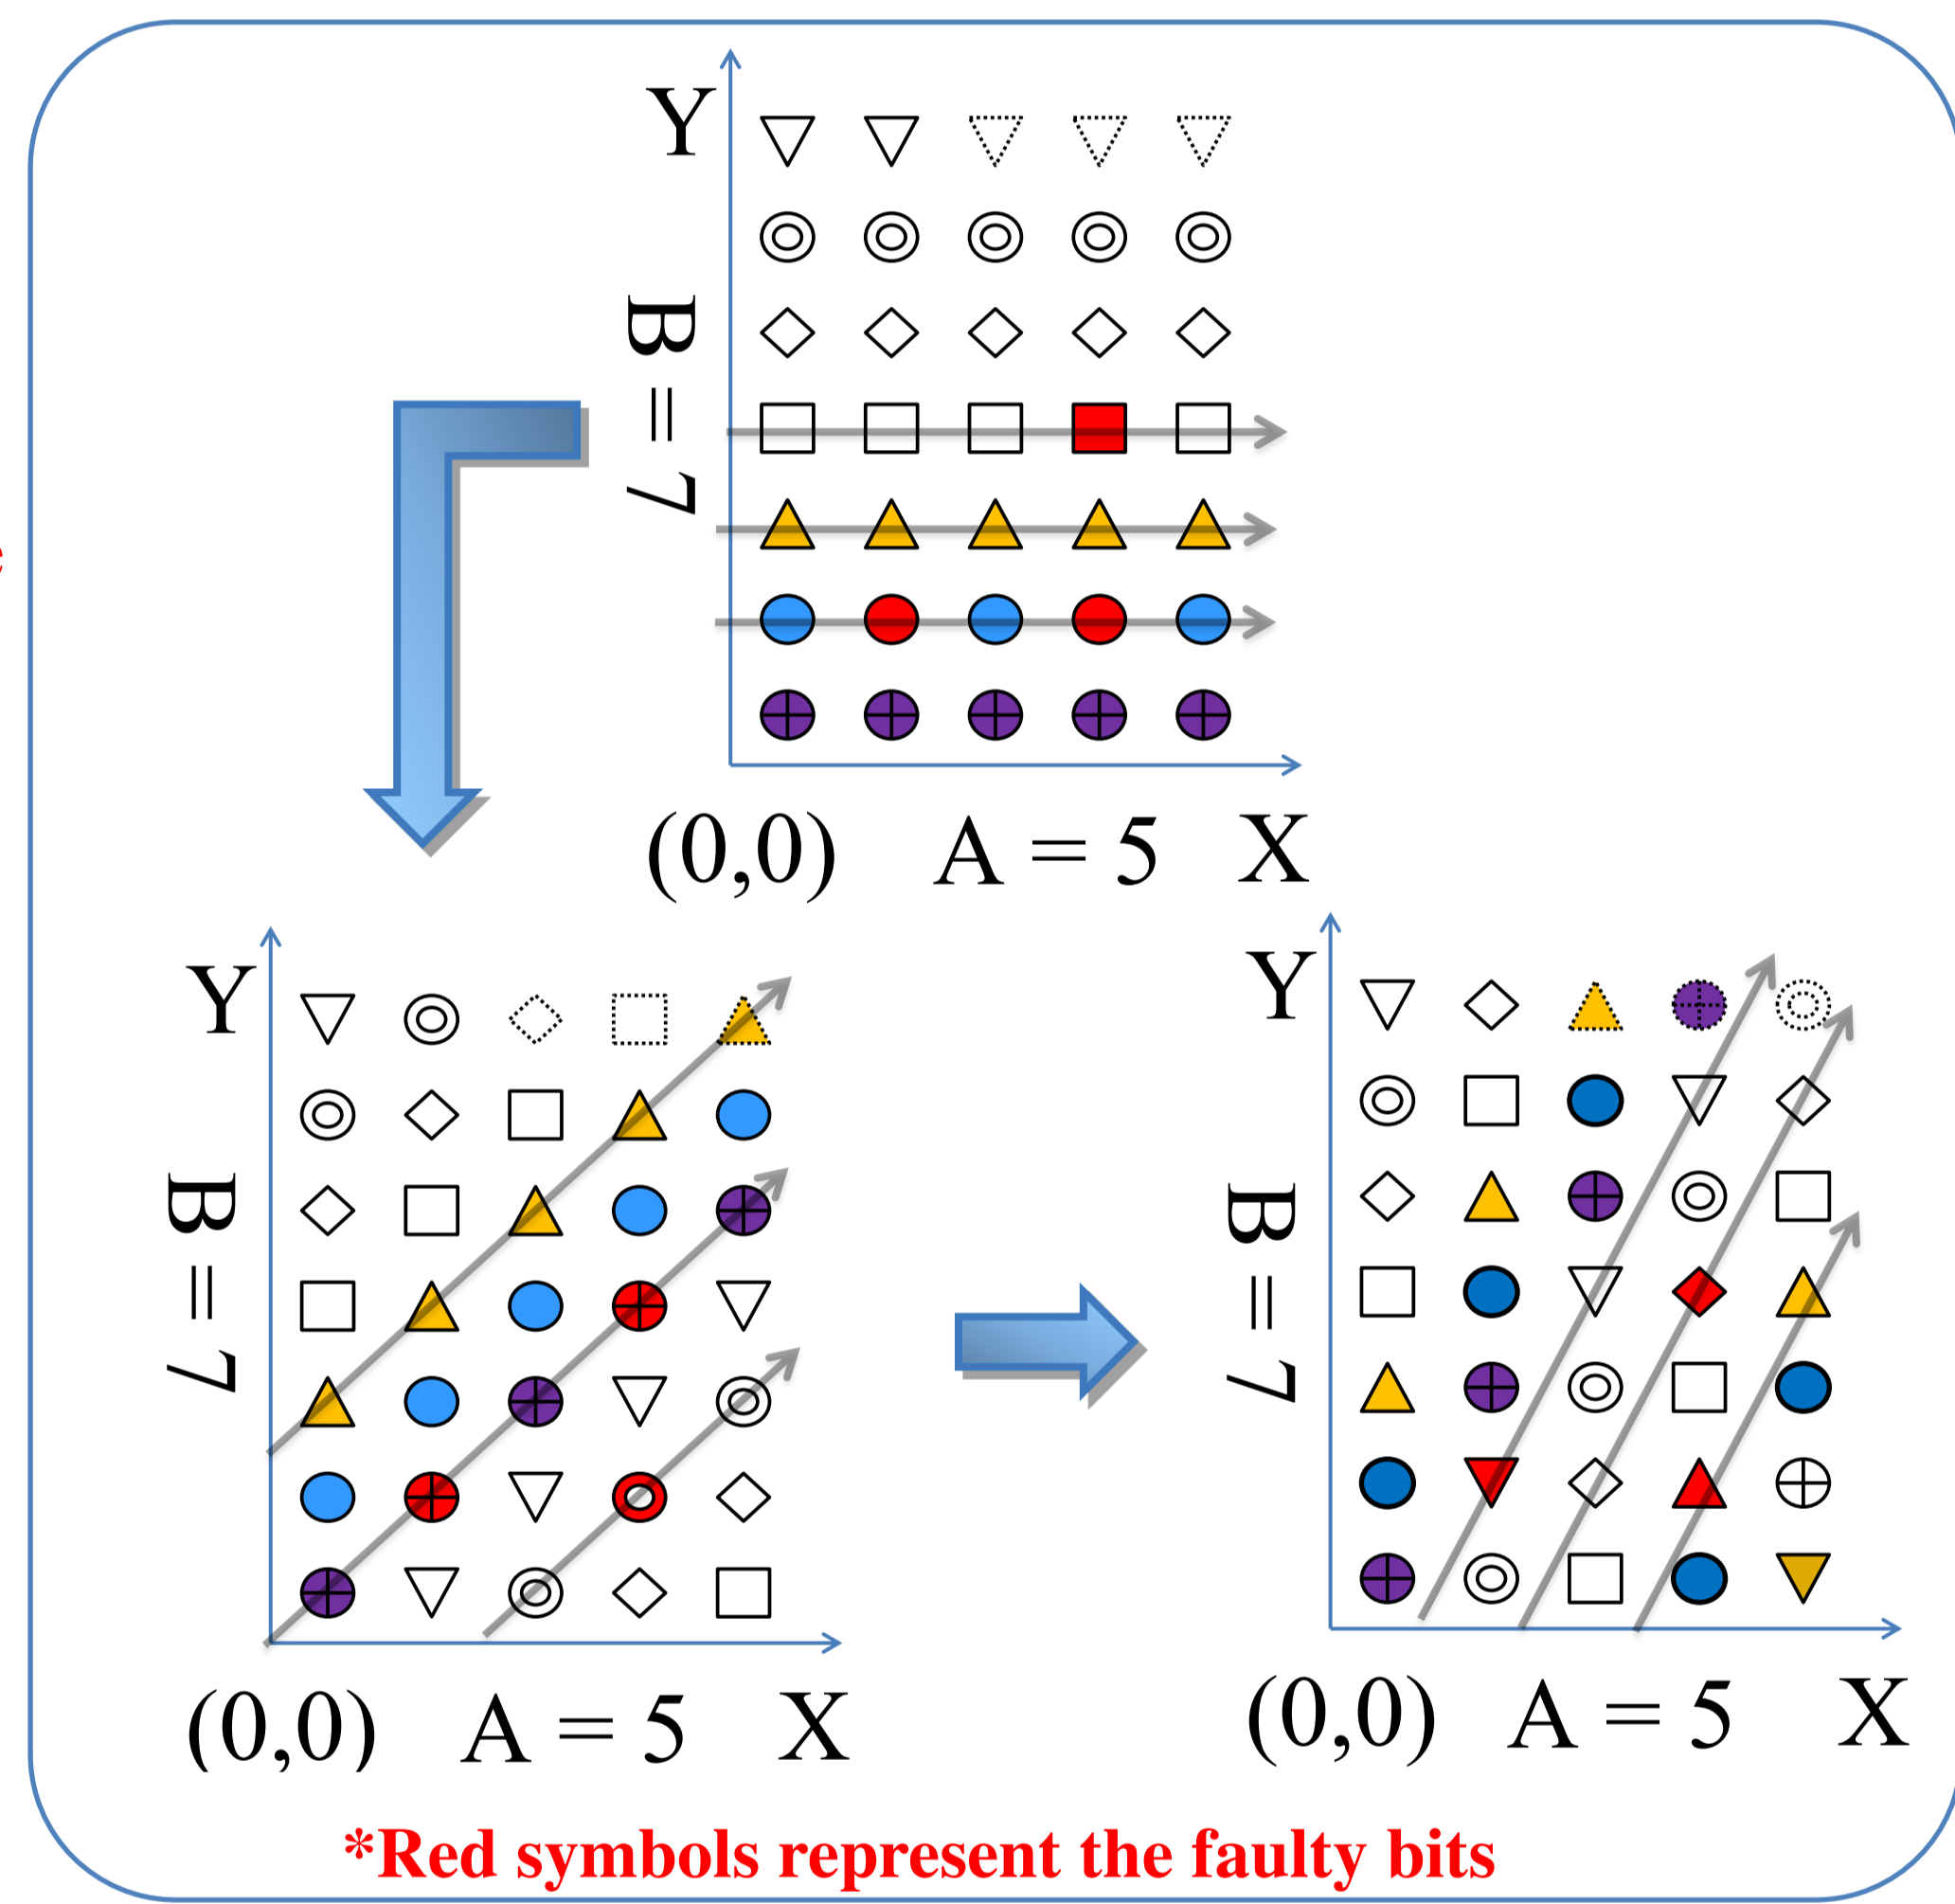 Y
B = 7
(0,0) A = 5 X
Y
B = 7
(0,0) A = 5 X
Y
B = 7
(0,0) A = 5 X
*Red symbols represent the faulty bits